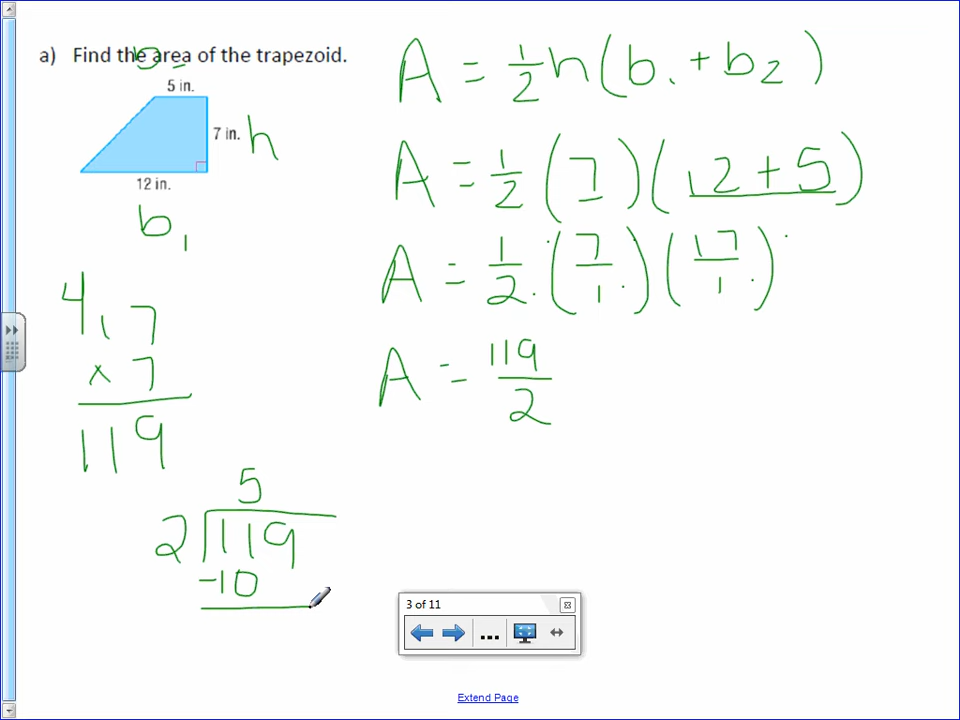 a) Find the area of the trapezoid.
b2
5 in.
7 in. h
12 in.
b1
A = 1/2 h(b1 + b2)
A = 1/2 (7)(12 + 5)
A = 1/2 · (7/1)(17/1)
A = 119/2
4
17
x 7
119
5
2 119
-10
3 of 11
...
Extend Page